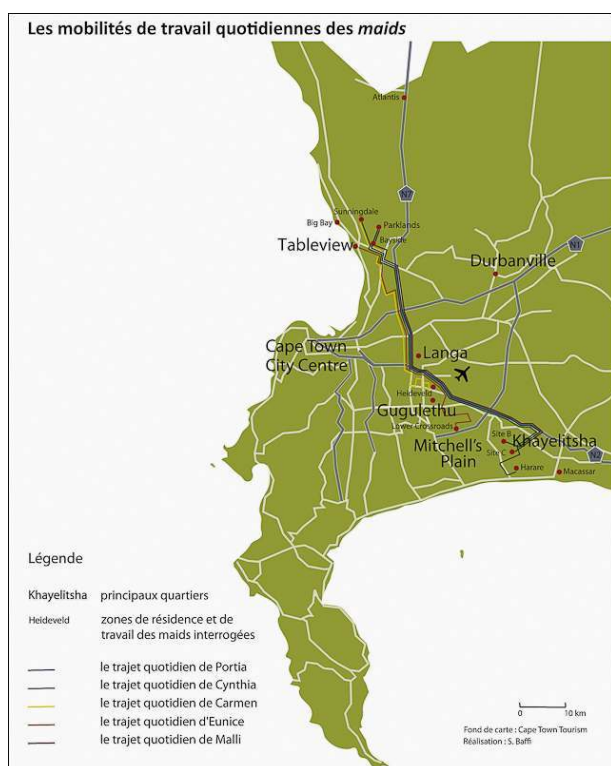 Les mobilités de travail quotidiennes des maids
Atlantis
N7
Sunningdale
Big Bay
Parklands
Bayside
Tableview
N1
Durbanville
Cape Town
City Centre
Langa
Heideveld
Gugulethu
Lower Crossroads
Mitchell's
Plain
Site B
Khayelitsha
Site C
N2
Harare
Macassar
Légende
Khayelitsha principaux quartiers
Heideveld zones de résidence et de
travail des maids interrogées
le trajet quotidien de Portia
le trajet quotidien de Cynthia
le trajet quotidien de Carmen
le trajet quotidien d'Eunice
le trajet quotidien de Malli
0 10 km
Fond de carte : Cape Town Tourism
Réalisation : S. Baffi